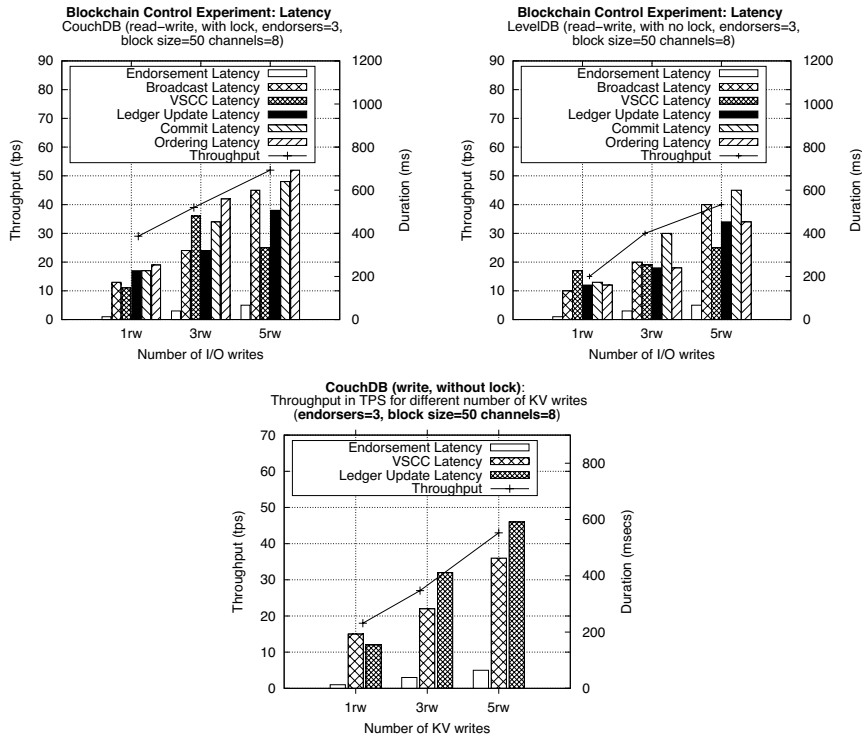 Blockchain Control Experiment: Latency
CouchDB (read-write, with lock, endorsers=3,
block size=50 channels=8)
90
80
70
60
50
40
30
20
10
0
Throughput (tps)
Endorsement Latency
Broadcast Latency
VSCC Latency
Ledger Update Latency
Commit Latency
Ordering Latency
Throughput
1200
1000
800
600
400
200
0
Duration (ms)
1rw 3rw 5rw
Number of I/O writes
Blockchain Control Experiment: Latency
LevelDB (read-write, with no lock, endorsers=3,
block size=50 channels=8)
90
80
70
60
50
40
30
20
10
0
Throughput (tps)
Endorsement Latency
Broadcast Latency
VSCC Latency
Ledger Update Latency
Commit Latency
Ordering Latency
Throughput
1200
1000
800
600
400
200
0
Duration (ms)
1rw 3rw 5rw
Number of I/O writes
CouchDB (write, without lock):
Throughput in TPS for different number of KV writes
(endorsers=3, block size=50 channels=8)
70
60
50
40
30
20
10
0
Throughput (tps)
Endorsement Latency
VSCC Latency
Ledger Update Latency
Throughput
800
600
400
200
0
Duration (msecs)
1rw 3rw 5rw
Number of KV writes